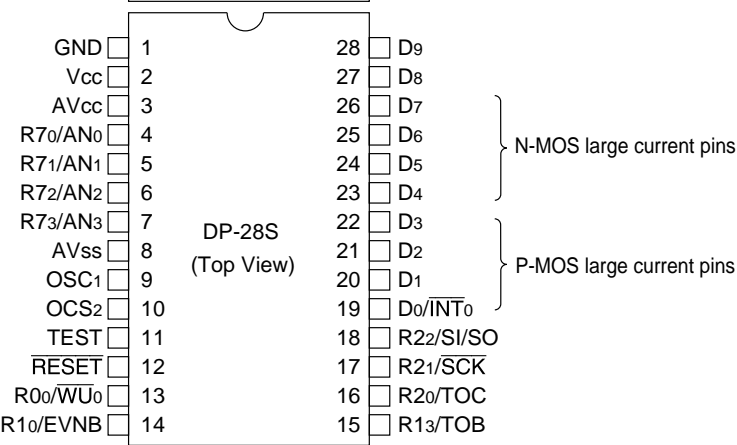 GND 1 28 D9
Vcc 2 27 D8
AVcc 3 26 D7
R70/AN0 4 25 D6
R71/AN1 5 24 D5
R72/AN2 6 23 D4
R73/AN3 7 22 D3
AVss 8 21 D2
OSC1 9 20 D1
OCS2 10 19 D0/INT0
TEST 11 18 R22/SI/SO
RESET 12 17 R21/SCK
R00/WU0 13 16 R20/TOC
R10/EVNB 14 15 R13/TOB
DP-28S
(Top View)
N-MOS large current pins
P-MOS large current pins